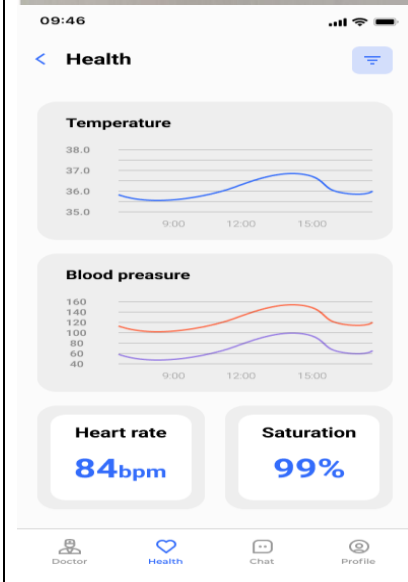 09:46
Health
Temperature
38.0
37.0
36.0
35.0
9:00 12:00 15:00
Blood preasure
160
140
120
100
80
60
40
9:00 12:00 15:00
Heart rate Saturation
84bpm 99%
Doctor Health Chat Profile